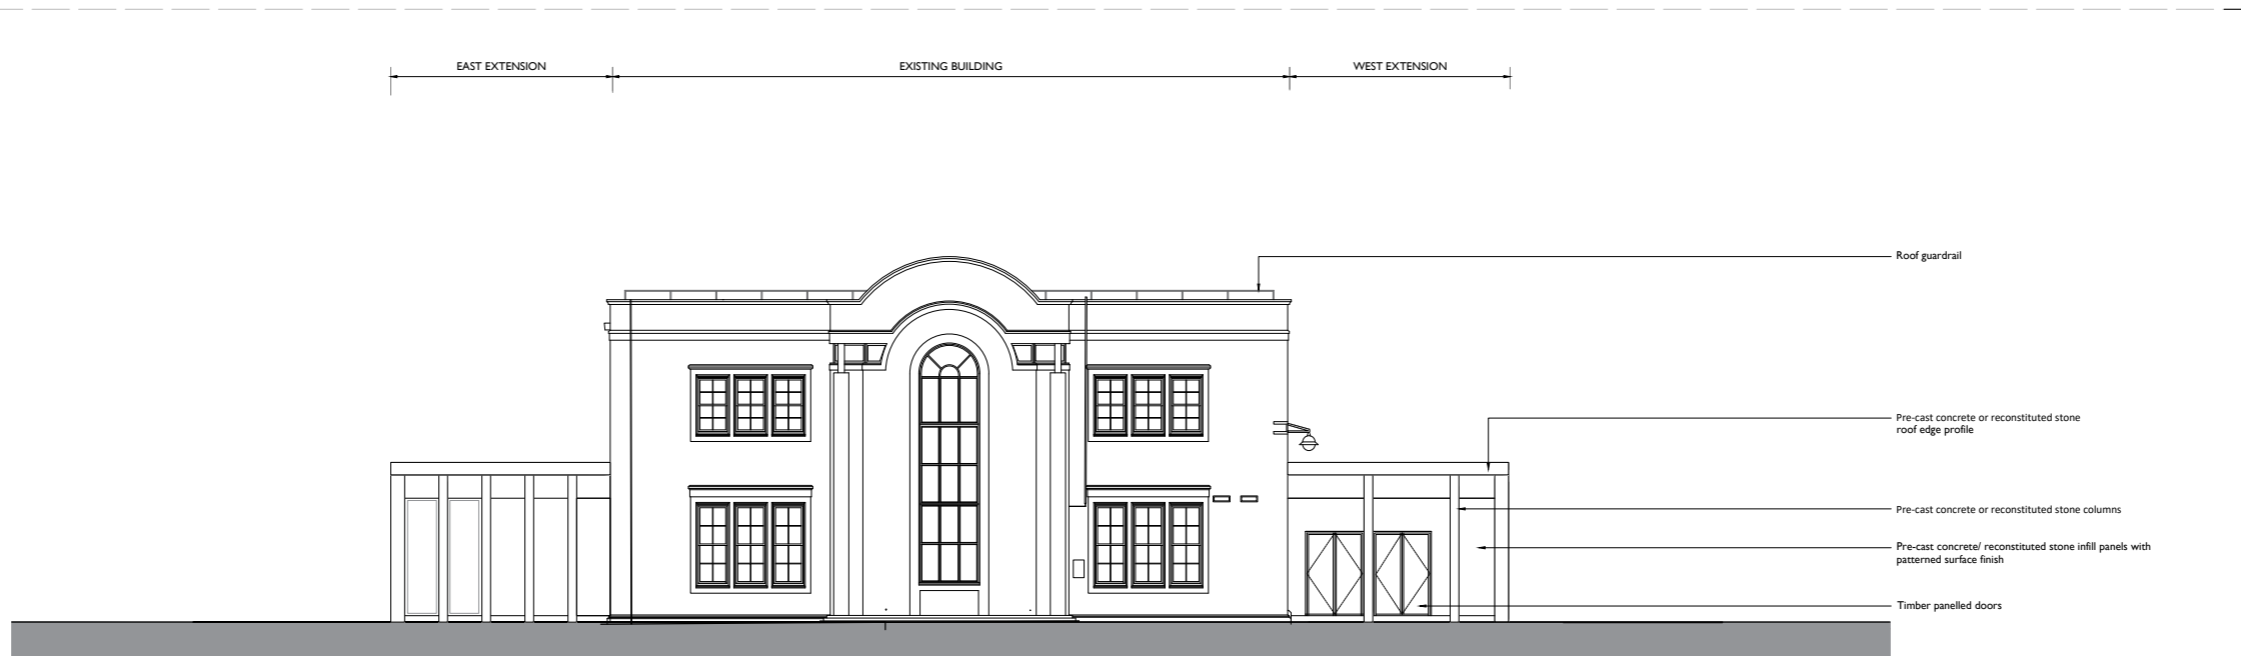 EAST EXTENSION
EXISTING BUILDING
WEST EXTENSION
Roof guardrail
Pre-cast concrete or reconstituted stone
roof edge profile
Pre-cast concrete or reconstituted stone columns
Pre-cast concrete/ reconstituted stone infill panels with
patterned surface finish
Timber panelled doors